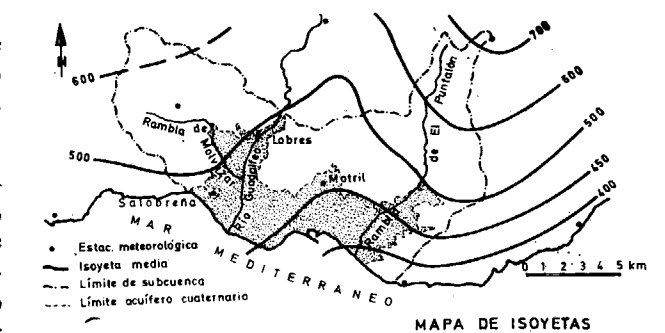 N
700
600
600
500
450
400
500
Rambla de Molvizar
Río Guadalfeo
Lobres
Motril
Rambla de El Puntalón
Salobreña
MAR MEDITERRANEO
• Estac. meteorológica
Isoyeta media
Límite de subcuenca
Límite acuífero cuaternario
0 1 2 3 4 5 km
MAPA DE ISOYETAS